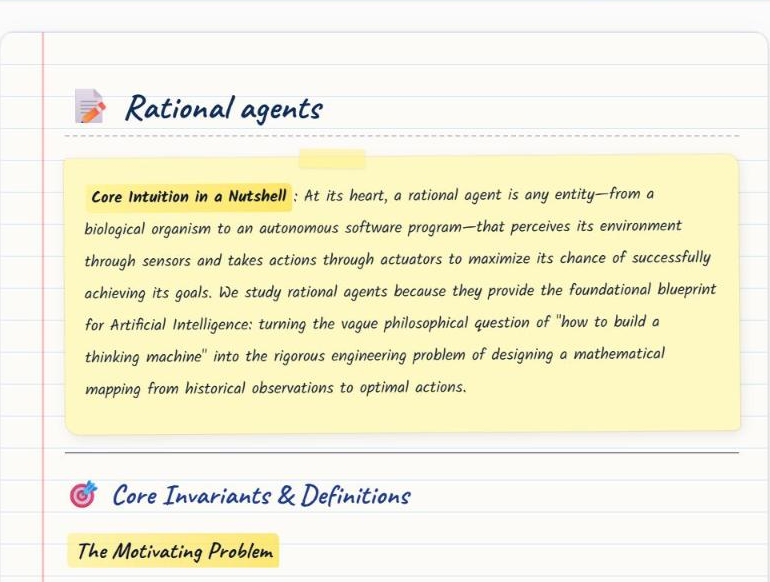 Rational agents
Core Intuition in a Nutshell : At its heart, a rational agent is any entity—from a
biological organism to an autonomous software program—that perceives its environment
through sensors and takes actions through actuators to maximize its chance of successfully
achieving its goals. We study rational agents because they provide the foundational blueprint
for Artificial Intelligence: turning the vague philosophical question of "how to build a
thinking machine" into the rigorous engineering problem of designing a mathematical
mapping from historical observations to optimal actions.
Core Invariants & Definitions
The Motivating Problem